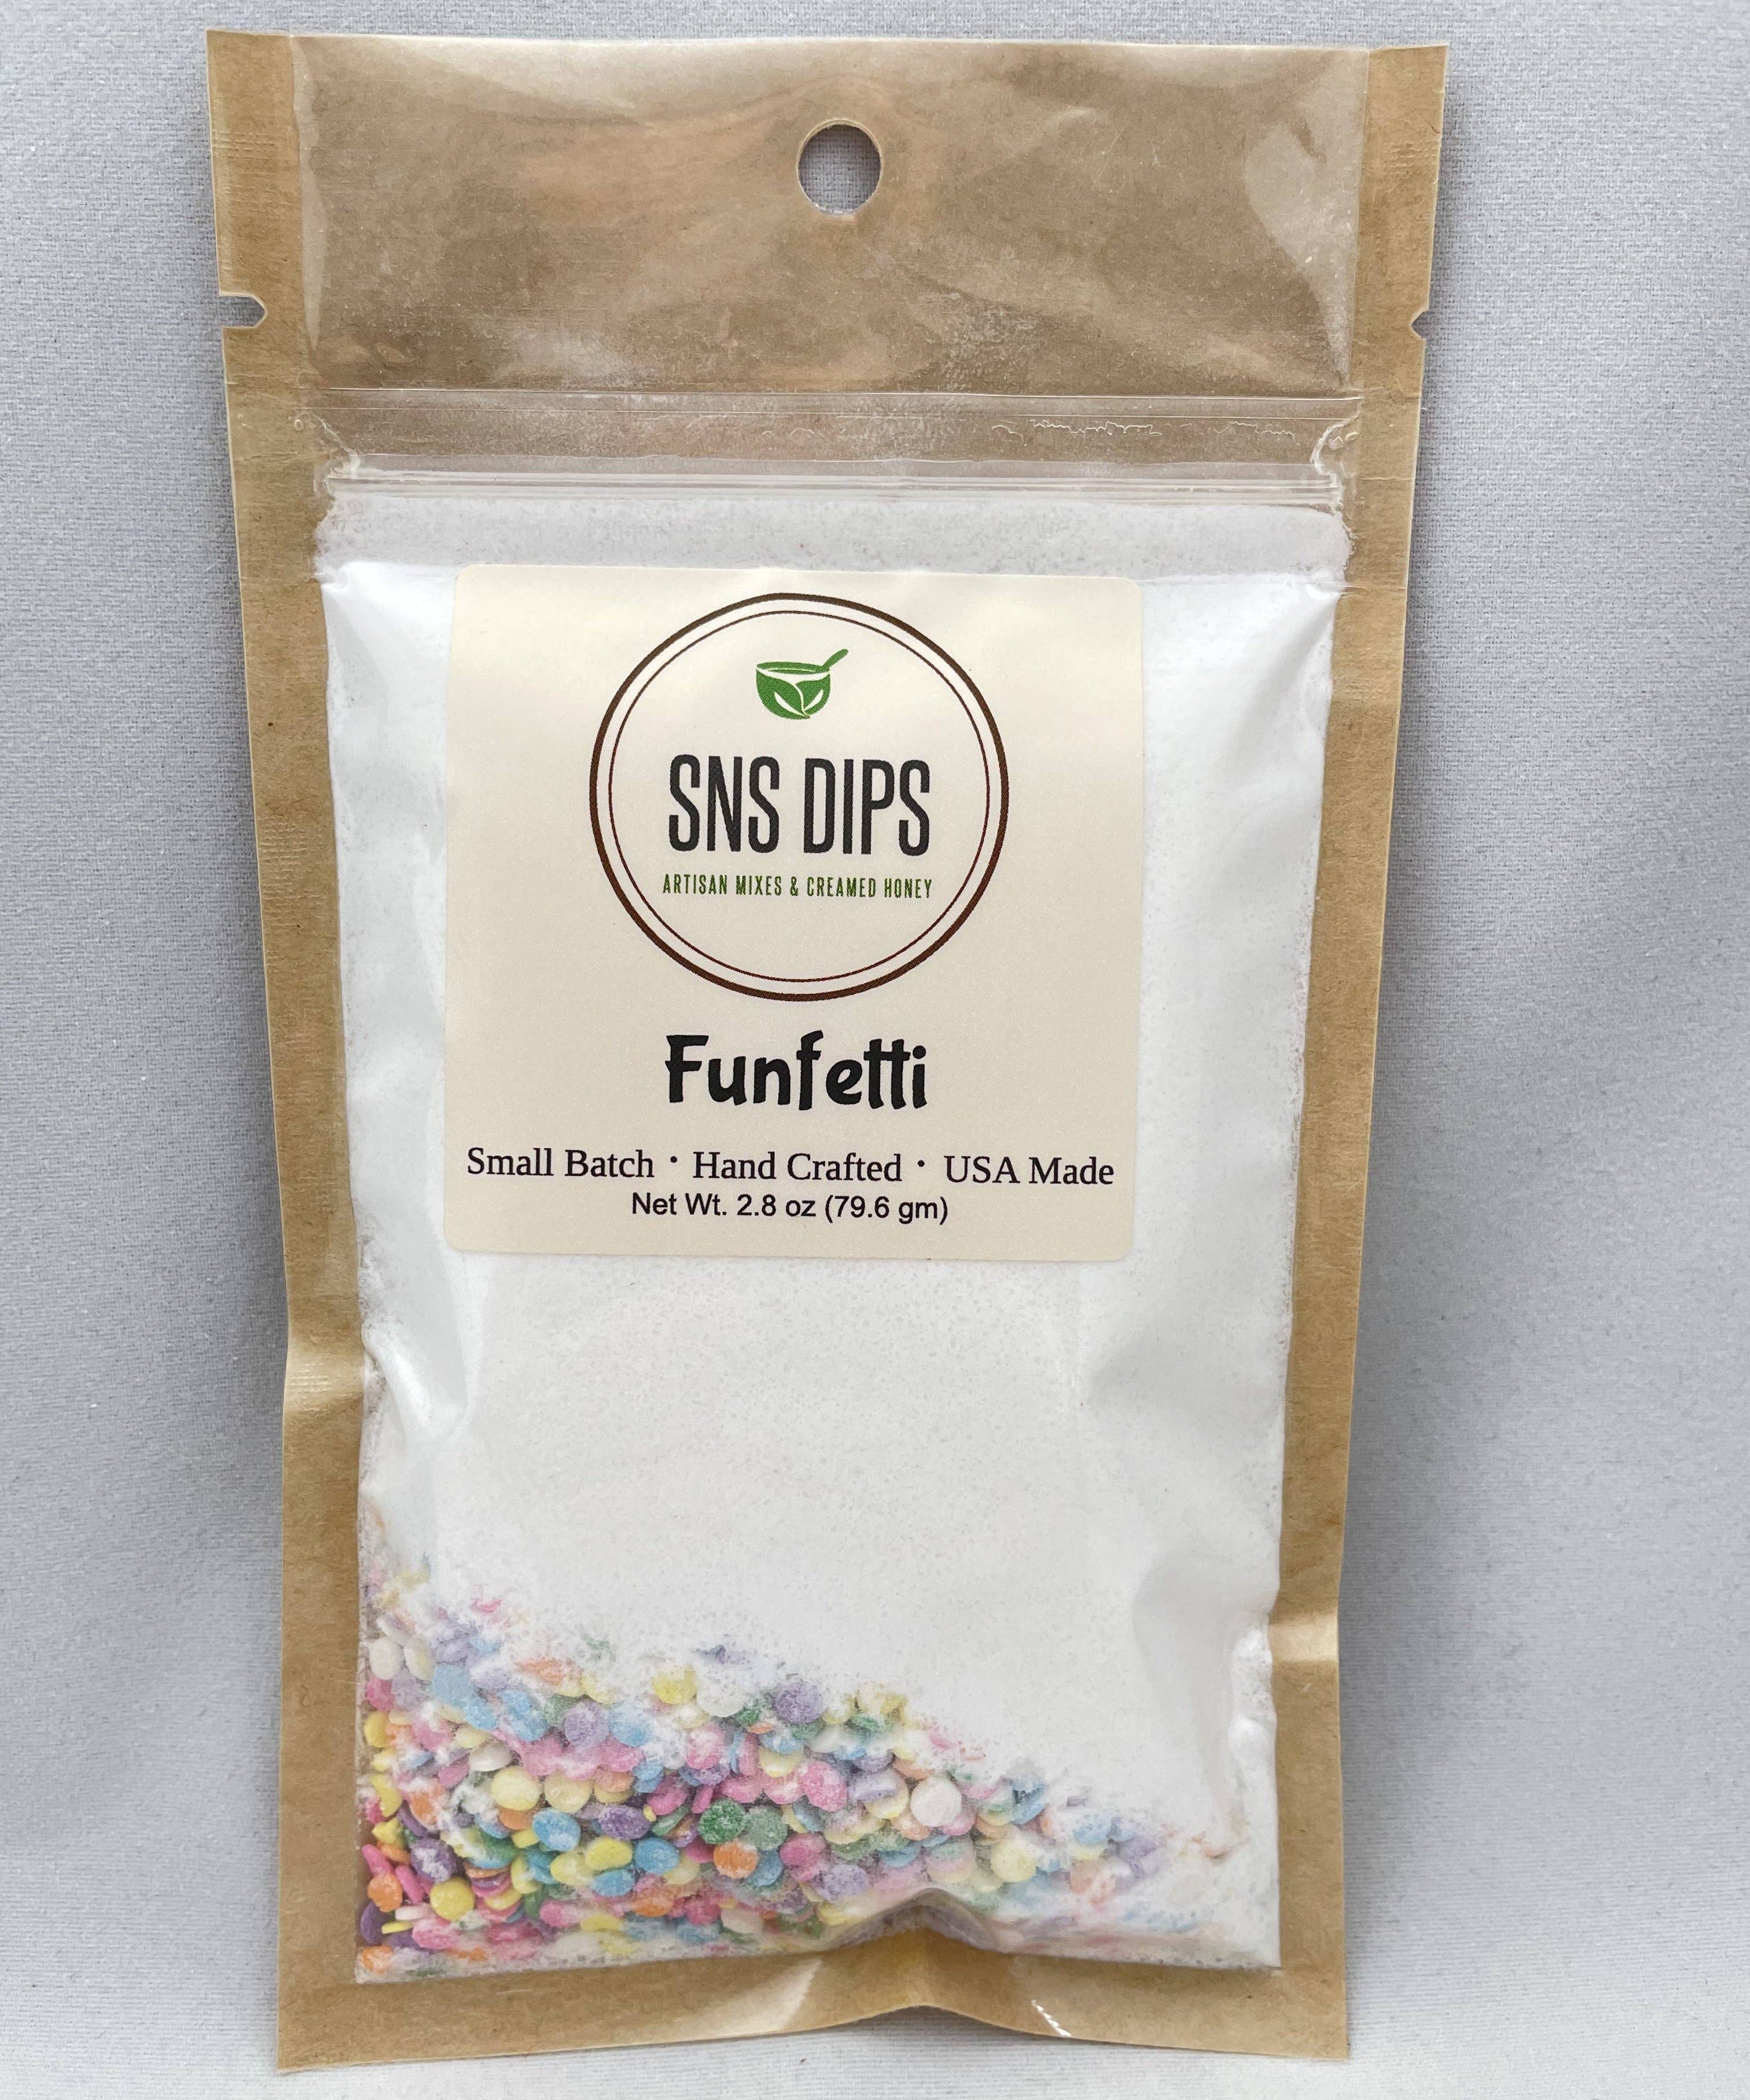 SNS DIPS
ARTISAN MIXES & CREAMED HONEY
Funfetti
Small Batch · Hand Crafted · USA Made
Net Wt. 2.8 oz (79.6 gm)